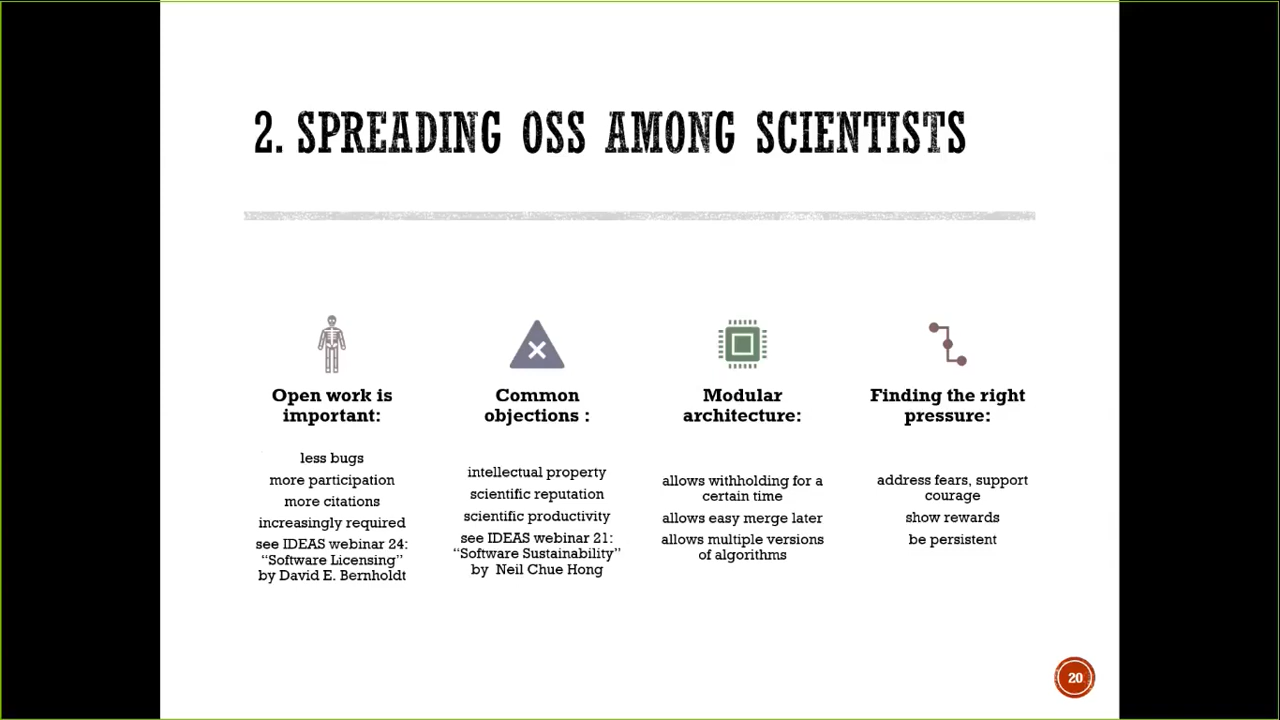 2. SPREADING OSS AMONG SCIENTISTS
Open work is
important:
less bugs
more participation
more citations
increasingly required
see IDEAS webinar 24:
“Software Licensing”
by David E. Bernholdt
Common
objections :
intellectual property
scientific reputation
scientific productivity
see IDEAS webinar 21:
“Software Sustainability”
by Neil Chue Hong
Modular
architecture:
allows withholding for a
certain time
allows easy merge later
allows multiple versions
of algorithms
Finding the right
pressure:
address fears, support
courage
show rewards
be persistent
20